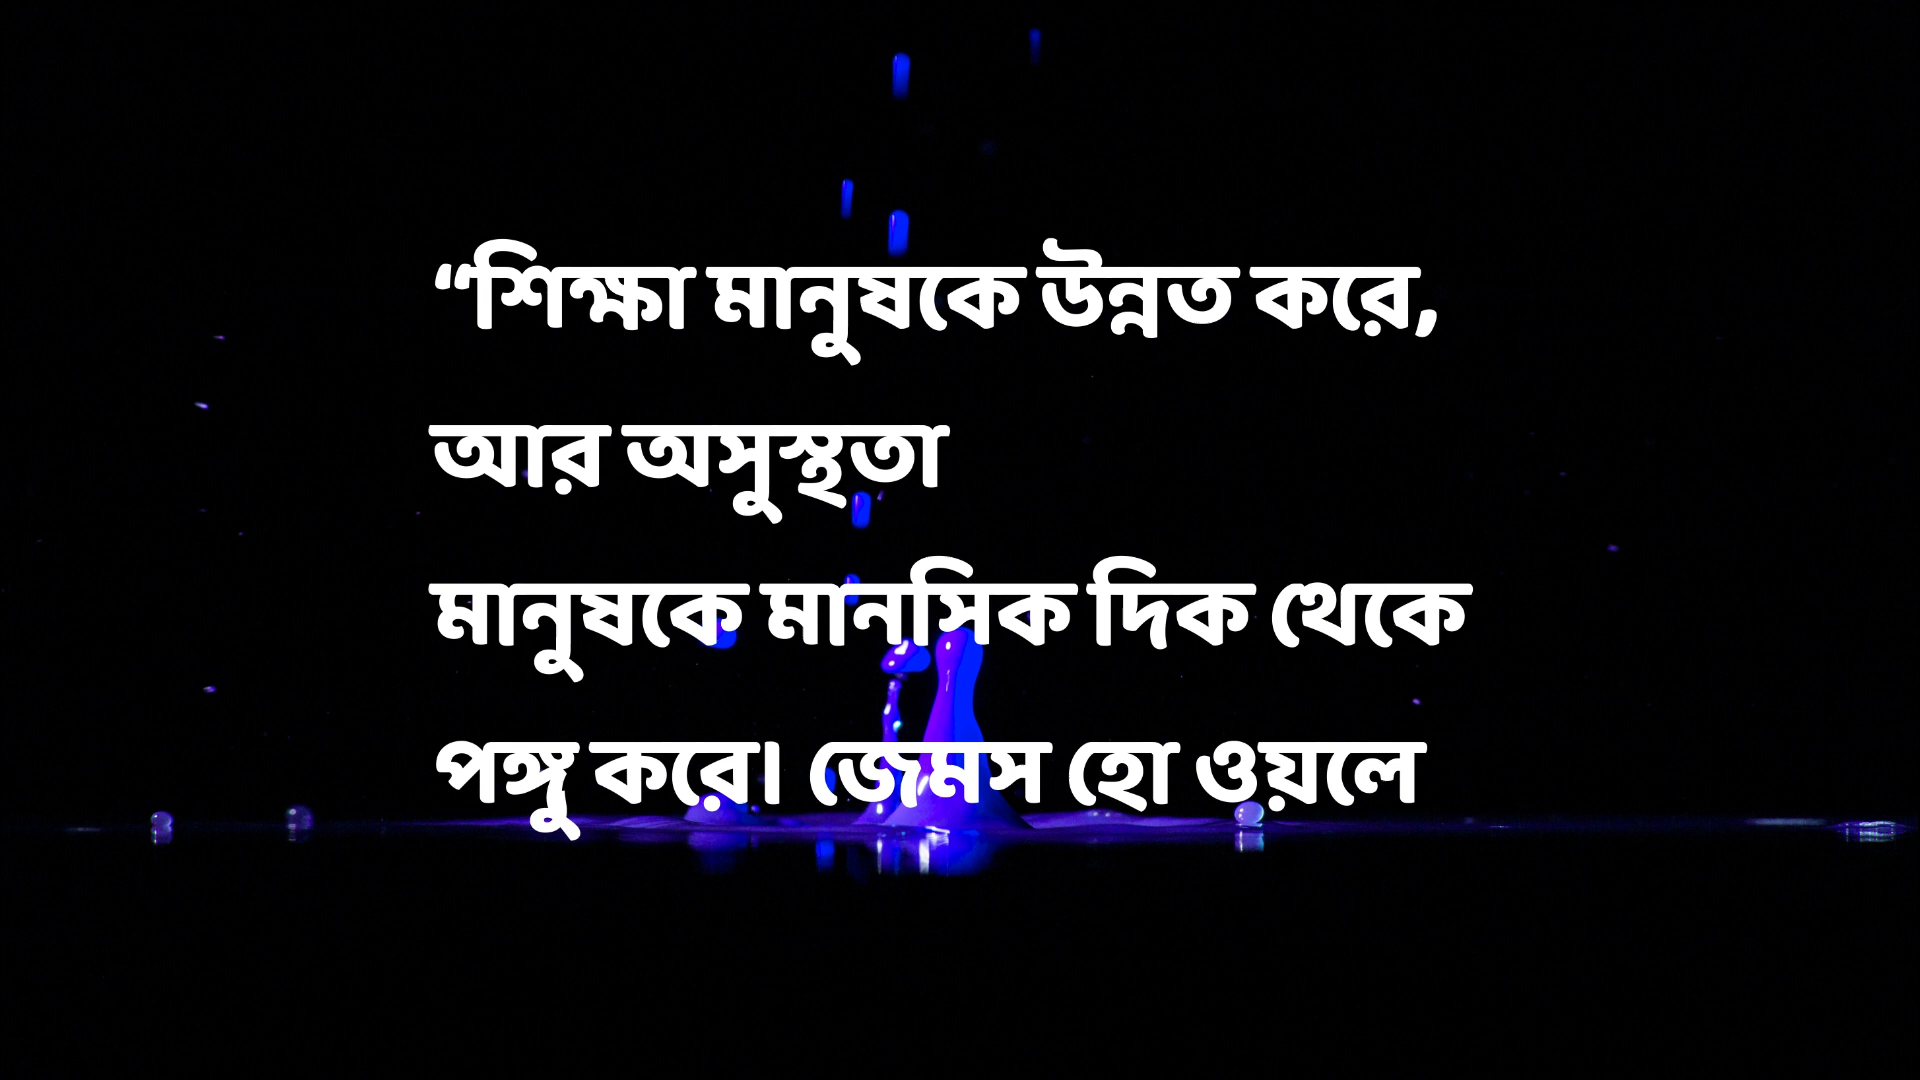 “শিক্ষা মানুষকে উন্নত করে,
আর অসুস্থতা
মানুষকে মানসিক দিক থেকে
পঙ্গু করে। জেমস হো ওয়লে